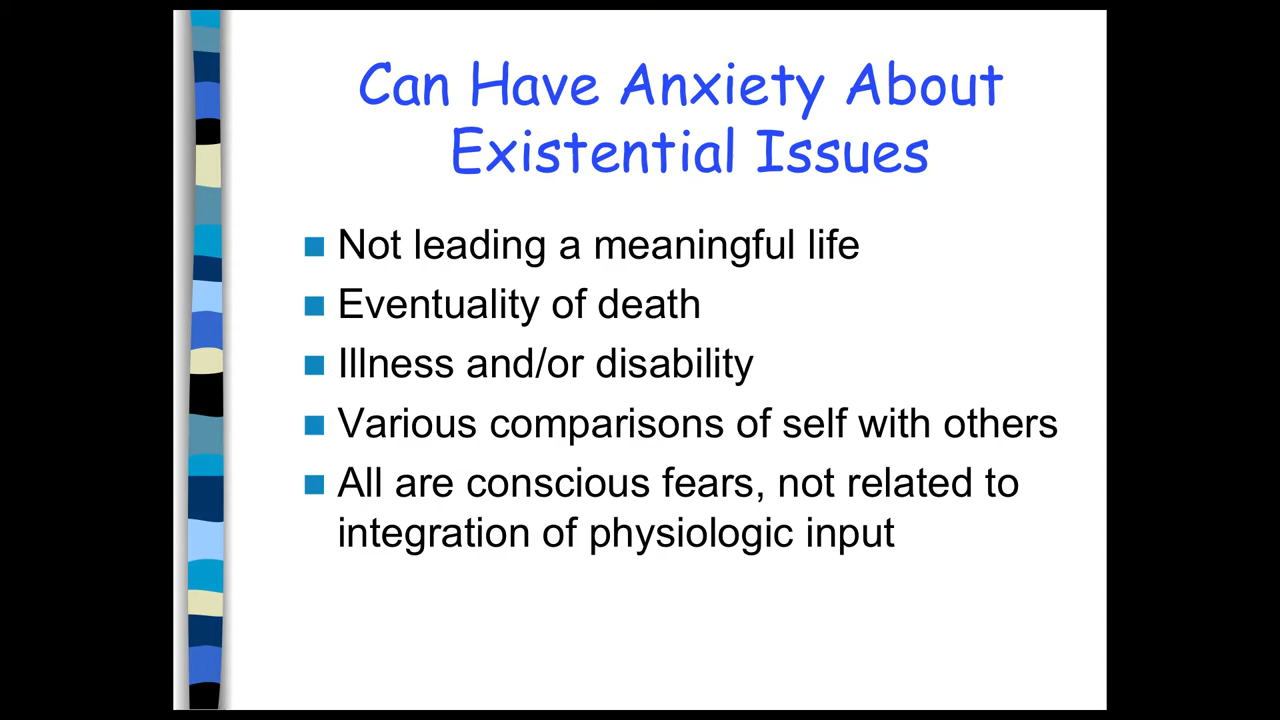 Can Have Anxiety About
Existential Issues
Not leading a meaningful life
Eventuality of death
Illness and/or disability
Various comparisons of self with others
All are conscious fears, not related to
integration of physiologic input